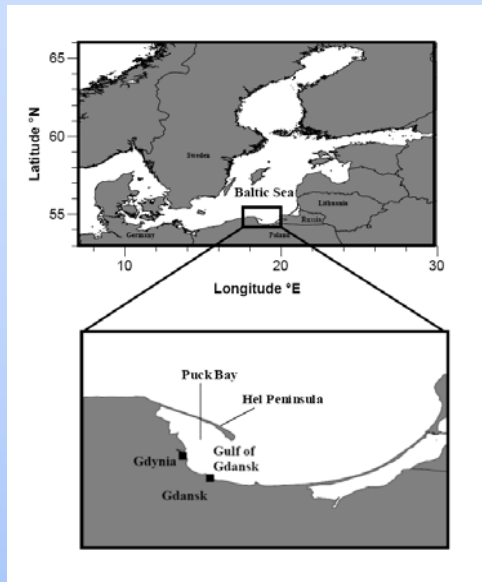 65
60
55
Latitude °N
Sweden
Baltic Sea
Lithuania
Russia
Germany
Poland
10
20
30
Longitude °E
Puck Bay
Hel Peninsula
Gulf of
Gdansk
Gdynia
Gdansk